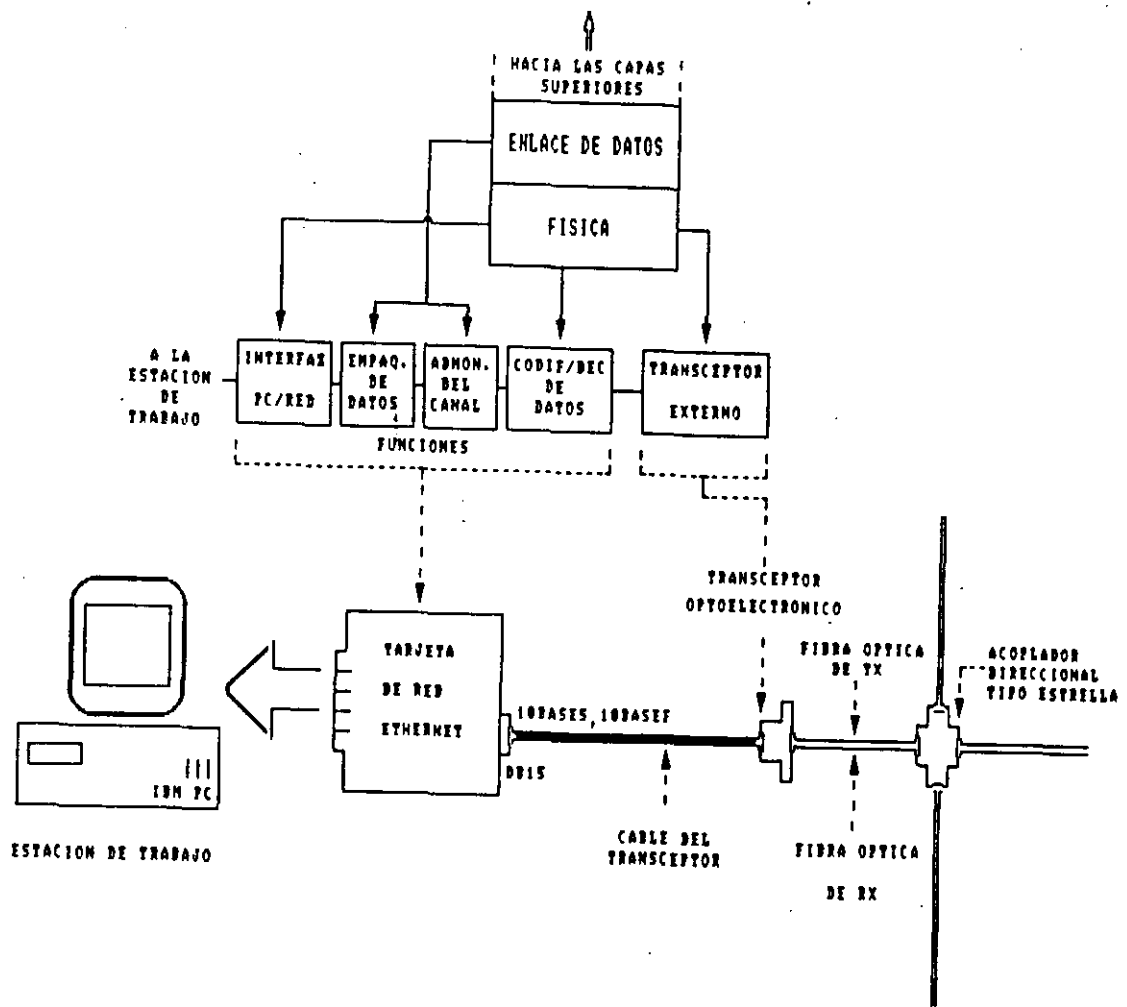 HACIA LAS CAPAS
SUPERIORES
ENLACE DE DATOS
FISICA
A LA
ESTACION
DE
TRABAJO
INTERFAZ
PC/RED
EMPAQ.
DE
DATOS
ADMON.
DEL
CANAL
CODIF/DEC
DE
DATOS
TRANSCEPTOR
EXTERNO
FUNCIONES
TRANSCEPTOR
OPTOELECTRONICO
TARJETA
DE RED
ETHERNET
FIBRA OPTICA
DE TX
ACOPLADOR
DIRECCIONAL
TIPO ESTRELLA
10BASE5, 10BASEF
DB15
IBM PC
ESTACION DE TRABAJO
CABLE DEL
TRANSCEPTOR
FIBRA OPTICA
DE RX